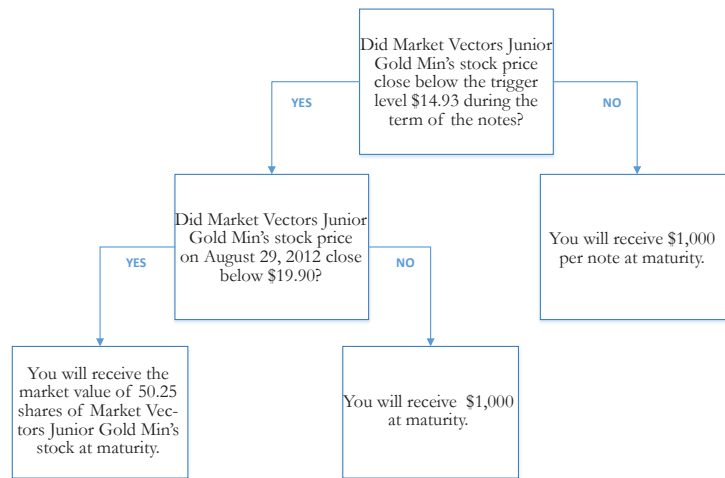 Did Market Vectors Junior
Gold Min's stock price
close below the trigger
level $14.93 during the
term of the notes?
YES
NO
Did Market Vectors Junior
Gold Min's stock price
on August 29, 2012 close
below $19.90?
You will receive $1,000
per note at maturity.
YES
NO
You will receive the
market value of 50.25
shares of Market Vec-
tors Junior Gold Min's
stock at maturity.
You will receive $1,000
at maturity.